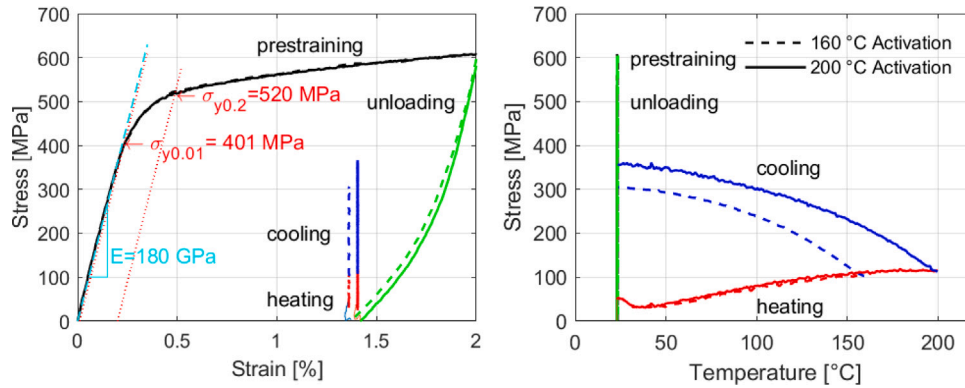 700
600
500
400
300
200
100
0
Stress [MPa]
prestraining
unloading
σy0.2=520 MPa
σy0.01= 401 MPa
E=180 GPa
cooling
heating
0 0.5 1 1.5 2
Strain [%]
700
600
500
400
300
200
100
0
Stress [MPa]
prestraining
unloading
160 °C Activation
200 °C Activation
cooling
heating
0 50 100 150 200
Temperature [°C]